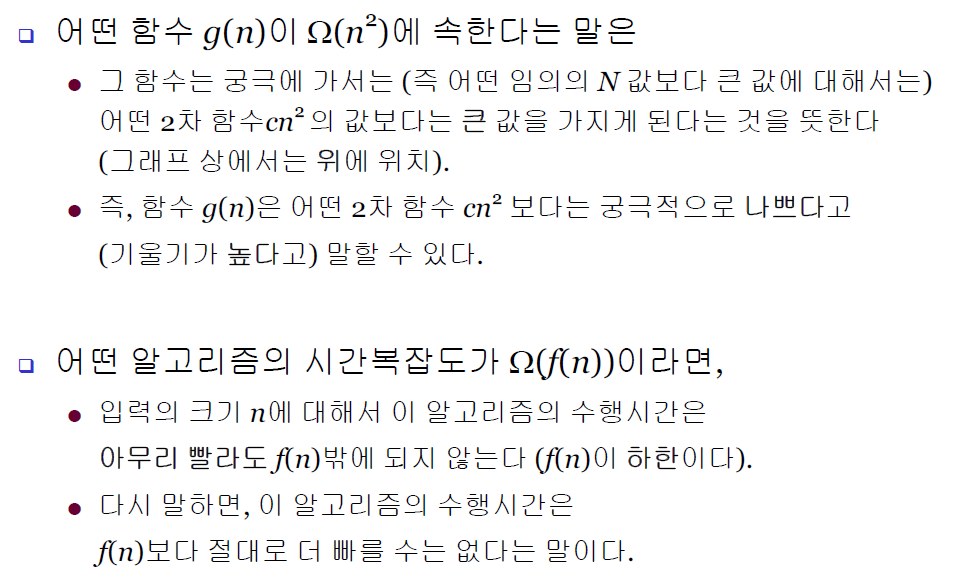 어떤 함수 g(n)이 Ω(n²)에 속한다는 말은
그 함수는 궁극에 가서는 (즉 어떤 임의의 N 값보다 큰 값에 대해서는)
어떤 2차 함수cn² 의 값보다는 큰 값을 가지게 된다는 것을 뜻한다
(그래프 상에서는 위에 위치).
즉, 함수 g(n)은 어떤 2차 함수 cn² 보다는 궁극적으로 나쁘다고
(기울기가 높다고) 말할 수 있다.
어떤 알고리즘의 시간복잡도가 Ω(f(n))이라면,
입력의 크기 n에 대해서 이 알고리즘의 수행시간은
아무리 빨라도 f(n)밖에 되지 않는다 (f(n)이 하한이다).
다시 말하면, 이 알고리즘의 수행시간은
f(n)보다 절대로 더 빠를 수는 없다는 말이다.